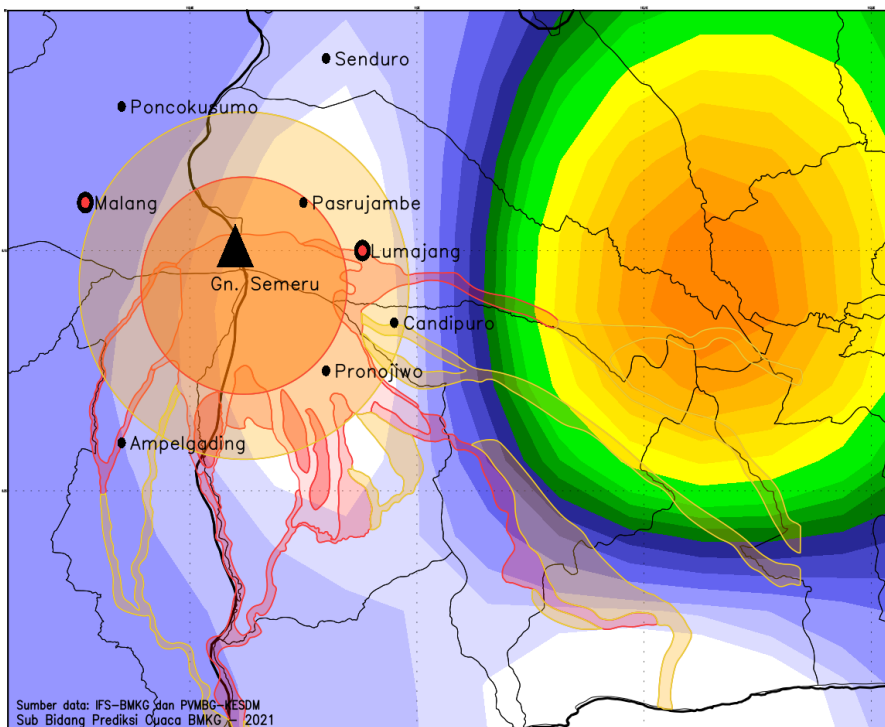 Senduro
Poncokusumo
Malang
Pasrujambe
Lumajang
Gn. Semeru
Candipuro
Pronojiwo
Ampelgading
Sumber data: IFS-BMKG dan PVMBG-KESDM
Sub Bidang Prediksi Cuaca BMKG - 2021